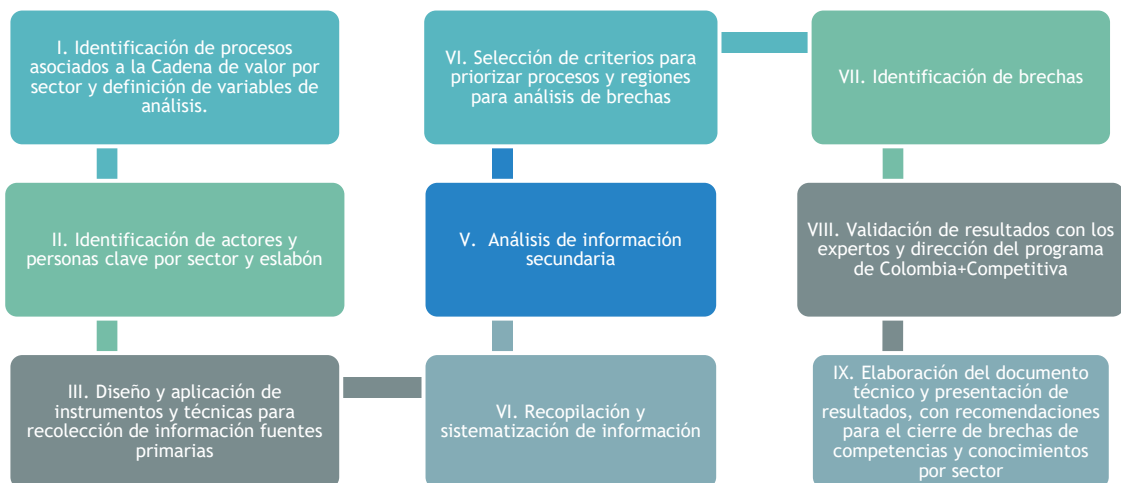 I. Identificación de procesos
asociados a la Cadena de valor por
sector y definición de variables de
análisis.
II. Identificación de actores y
personas clave por sector y eslabón
III. Diseño y aplicación de
instrumentos y técnicas para
recolección de información fuentes
primarias
VI. Recopilación y
sistematización de información
V. Análisis de información
secundaria
VI. Selección de criterios para
priorizar procesos y regiones
para análisis de brechas
VII. Identificación de brechas
VIII. Validación de resultados con los
expertos y dirección del programa
de Colombia+Competitiva
IX. Elaboración del documento
técnico y presentación de
resultados, con recomendaciones
para el cierre de brechas de
competencias y conocimientos
por sector